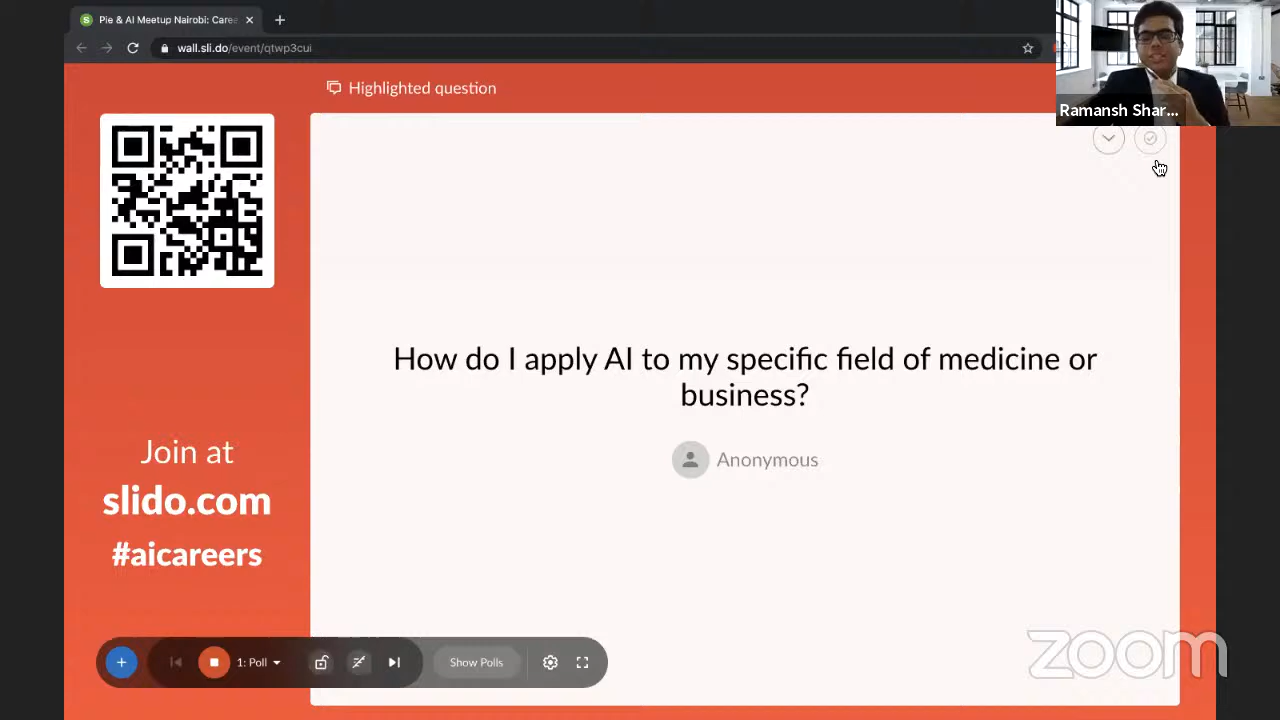 Pie & AI Meetup Nairobi: Caree
wall.sli.do/event/qtwp3cui
Highlighted question
Ramansh Shar...
How do I apply AI to my specific field of medicine or
business?
Anonymous
Join at
slido.com
#aicareers
1: Poll
Show Polls
zoom